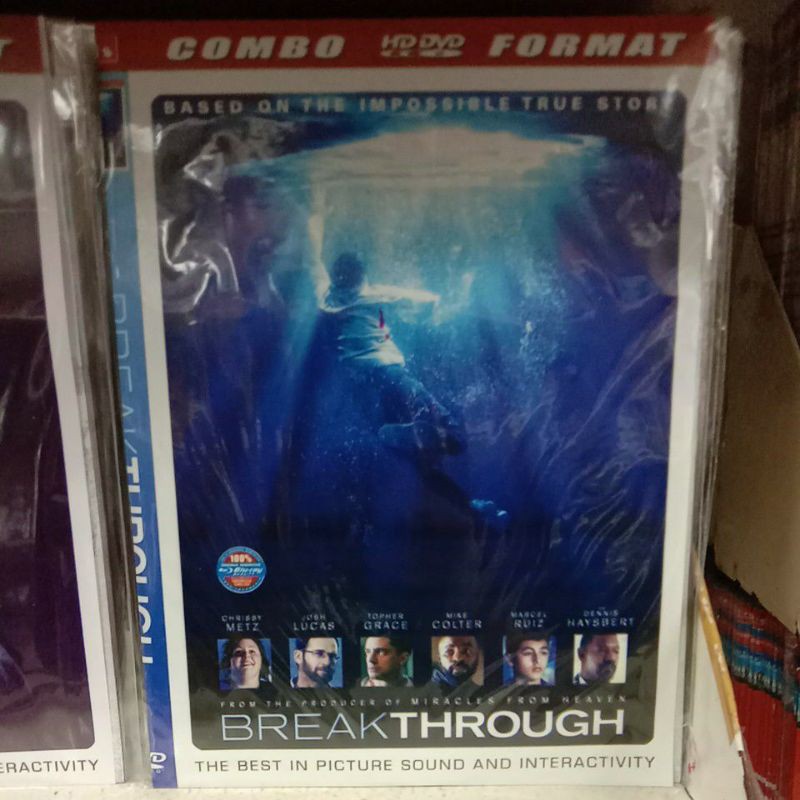 COMBO HD DVD FORMAT
BASED ON THE IMPOSSIBLE TRUE STOR
BREAKTHROUGH
100%
CHRISSY METZ
JOSH LUCAS
TOPHER GRACE
MIKE COLTER
MARCEL RUIZ
DENNIS HAYSBERT
FROM THE PRODUCER OF MIRACLES FROM HEAVEN
BREAKTHROUGH
THE BEST IN PICTURE SOUND AND INTERACTIVITY
ERACTIVITY